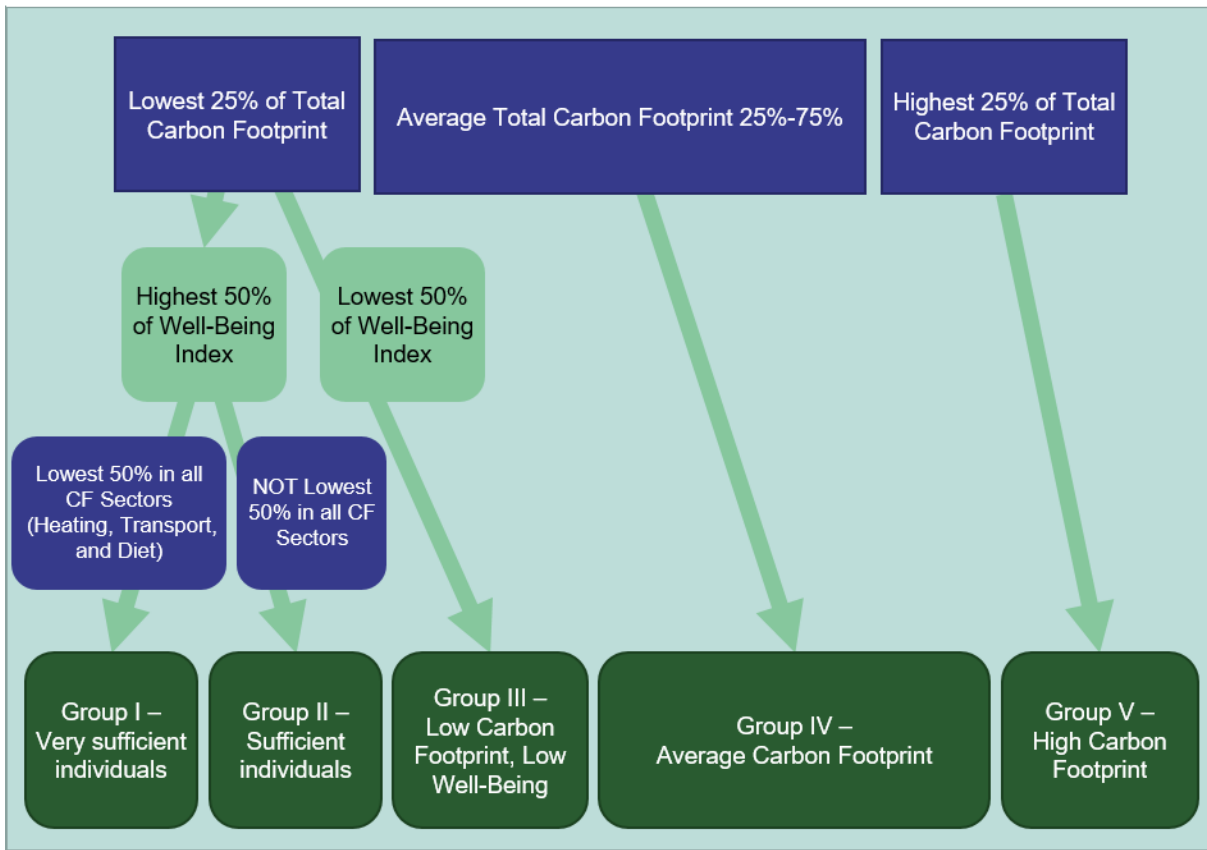 Lowest 25% of Total
Carbon Footprint
Average Total Carbon Footprint 25%-75%
Highest 25% of Total
Carbon Footprint
Highest 50%
of Well-Being
Index
Lowest 50%
of Well-Being
Index
Lowest 50% in all
CF Sectors
(Heating, Transport,
and Diet)
NOT Lowest
50% in all CF
Sectors
Group I –
Very sufficient
individuals
Group II –
Sufficient
individuals
Group III –
Low Carbon
Footprint, Low
Well-Being
Group IV –
Average Carbon Footprint
Group V –
High Carbon
Footprint